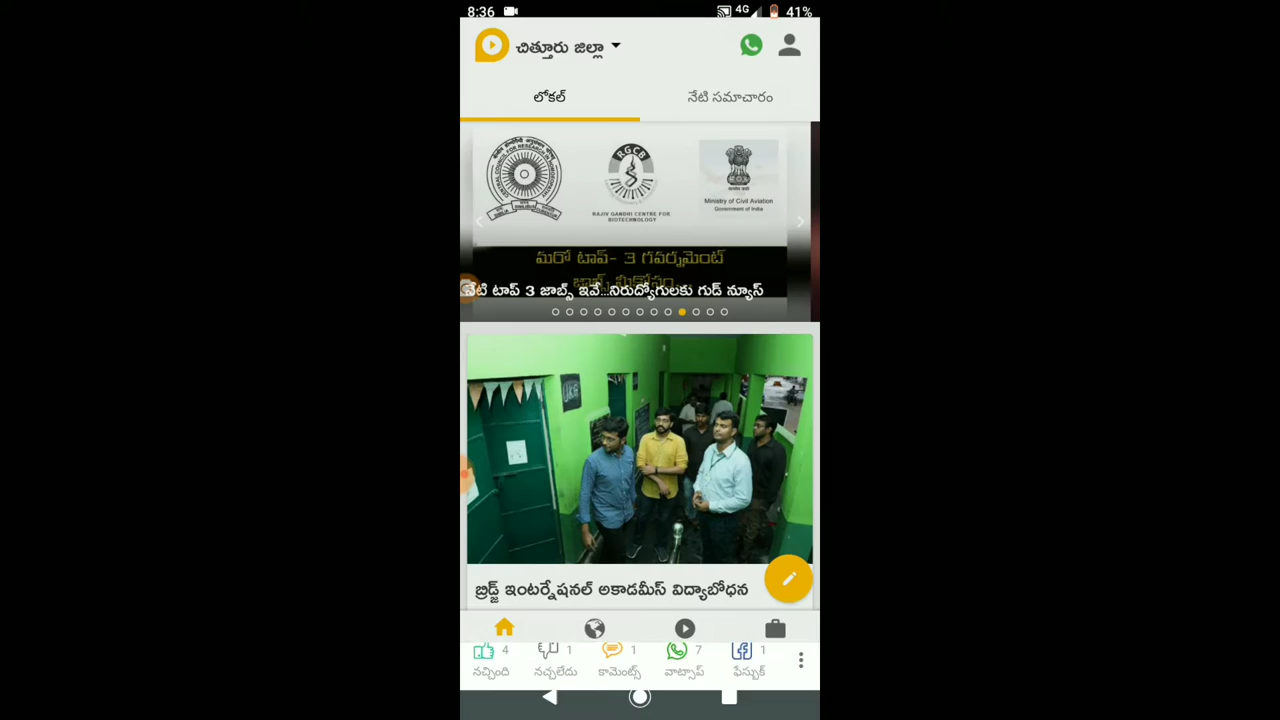 8:36
4G
41%
చిత్తూరు జిల్లా
లోకల్
నేటి సమాచారం
RGCB
RAJIV GANDHI CENTRE FOR
BIOTECHNOLOGY
Ministry of Civil Aviation
Government of India
మరో టాప్- 3 గవర్నమెంట్
జాబ్స్ మీకోసం...
నేటి టాప్ 3 జాబ్స్ ఇవే...నిరుద్యోగులకు గుడ్ న్యూస్
UKG
బ్రిడ్జ్ ఇంటర్నేషనల్ అకాడమీస్ విద్యాబోధన
4
1
1
7
1
నచ్చింది
నచ్చలేదు
కామెంట్స్
వాట్సాప్
ఫేస్బుక్